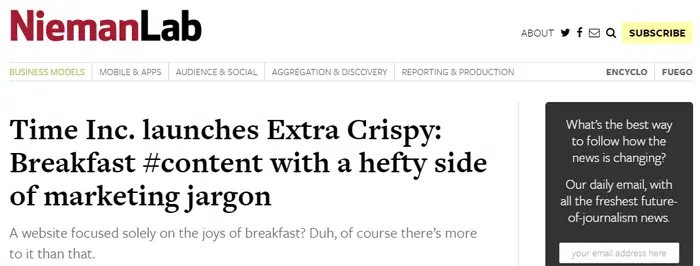 NiemanLab
ABOUT SUBSCRIBE
BUSINESS MODELS MOBILE & APPS AUDIENCE & SOCIAL AGGREGATION & DISCOVERY REPORTING & PRODUCTION ENCYCLO FUEGO
Time Inc. launches Extra Crispy:
Breakfast #content with a hefty side
of marketing jargon
A website focused solely on the joys of breakfast? Duh, of course there's more
to it than that.
What's the best way
to follow how the
news is changing?
Our daily email, with
all the freshest future-
of-journalism news.
your email address here